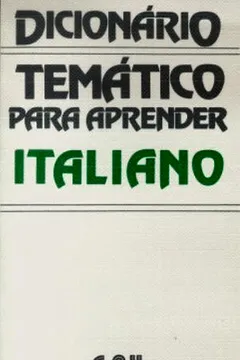 DICIONÁRIO
TEMÁTICO
PARA APRENDER
ITALIANO